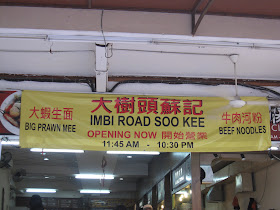 大樹頭蘇記
IMBI ROAD SOO KEE
大蝦生面
BIG PRAWN MEE
牛肉河粉
BEEF NOODLES
OPENING NOW 開始營業
11:45 AM - 10:30 PM